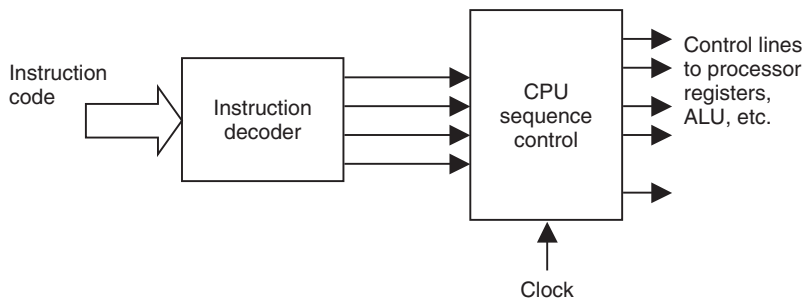 Instruction
code
Instruction
decoder
CPU
sequence
control
Control lines
to processor
registers,
ALU, etc.
Clock